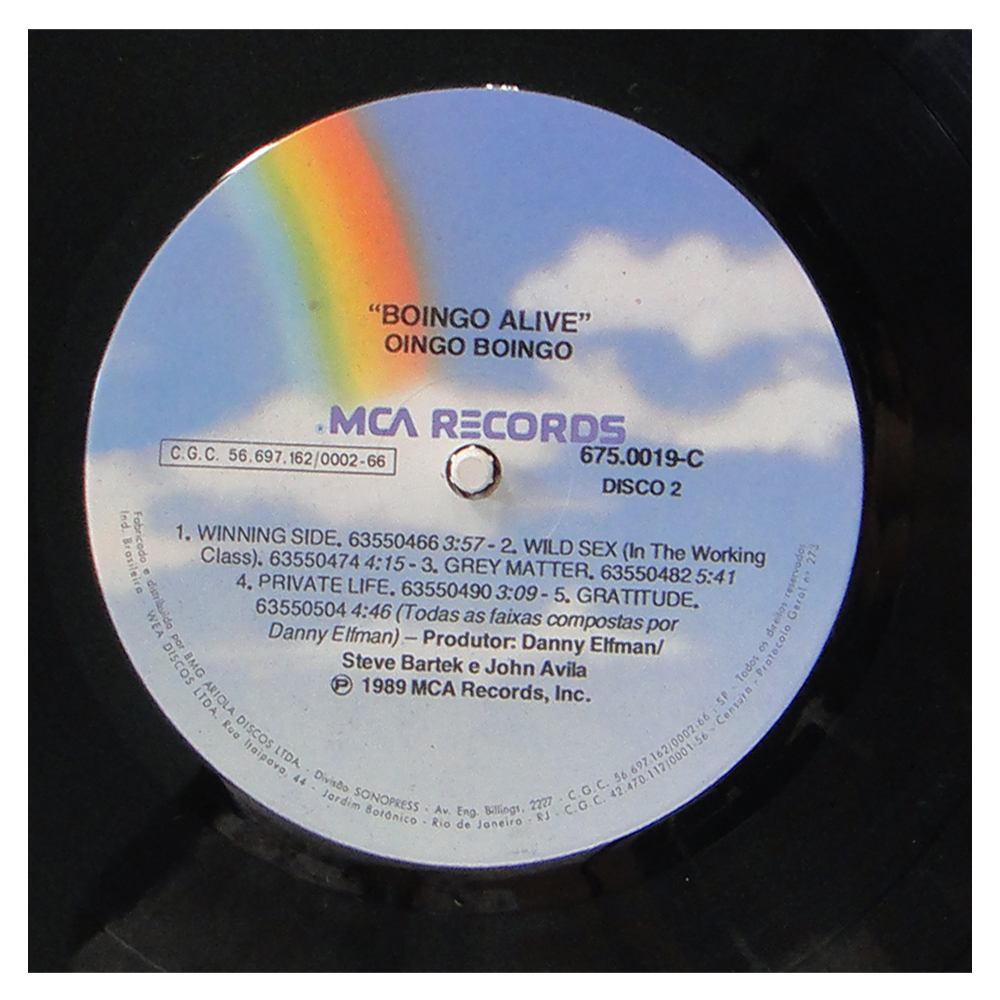 “BOINGO ALIVE”
OINGO BOINGO
MCA RECORDS
C.G.C. 56.697.162/0002-66
675.0019-C
DISCO 2
1. WINNING SIDE. 63550466 3:57 - 2. WILD SEX (In The Working
Class). 63550474 4:15 - 3. GREY MATTER. 63550482 5:41
4. PRIVATE LIFE. 63550490 3:09 - 5. GRATITUDE.
63550504 4:46 (Todas as faixas compostas por
Danny Elfman) – Produtor: Danny Elfman/
Steve Bartek e John Avila
℗ 1989 MCA Records, Inc.
Fabricado e distribuida por BMG ARIOLA DISCOS LTDA. - Divisão SONOPRESS - Av. Eng. Billings, 2227 - C.G.C. 56.697.162/0002-66 - SP - Todos os direitos reservados
Ind. Brasileira - WEA DISCOS LTDA. Rua Itaipava, 44 - Jardim Botânico - Rio de Janeiro - RJ - C.G.C. 42.470.112/0001-56 - Censura - Protocolo Geral nº 273